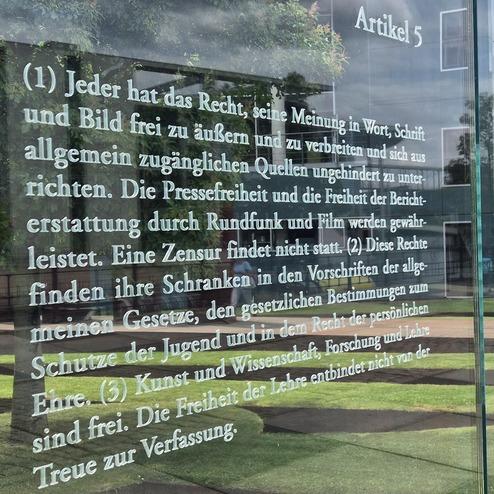 Artikel 5
(1) Jeder hat das Recht, seine Meinung in Wort, Schrift
und Bild frei zu äußern und zu verbreiten und sich aus
allgemein zugänglichen Quellen ungehindert zu unter-
richten. Die Pressefreiheit und die Freiheit der Bericht-
erstattung durch Rundfunk und Film werden gewähr-
leistet. Eine Zensur findet nicht statt. (2) Diese Rechte
finden ihre Schranken in den Vorschriften der allge-
meinen Gesetze, den gesetzlichen Bestimmungen zum
Schutze der Jugend und in dem Recht der persönlichen
Ehre. (3) Kunst und Wissenschaft, Forschung und Lehre
sind frei. Die Freiheit der Lehre entbindet nicht von der
Treue zur Verfassung.